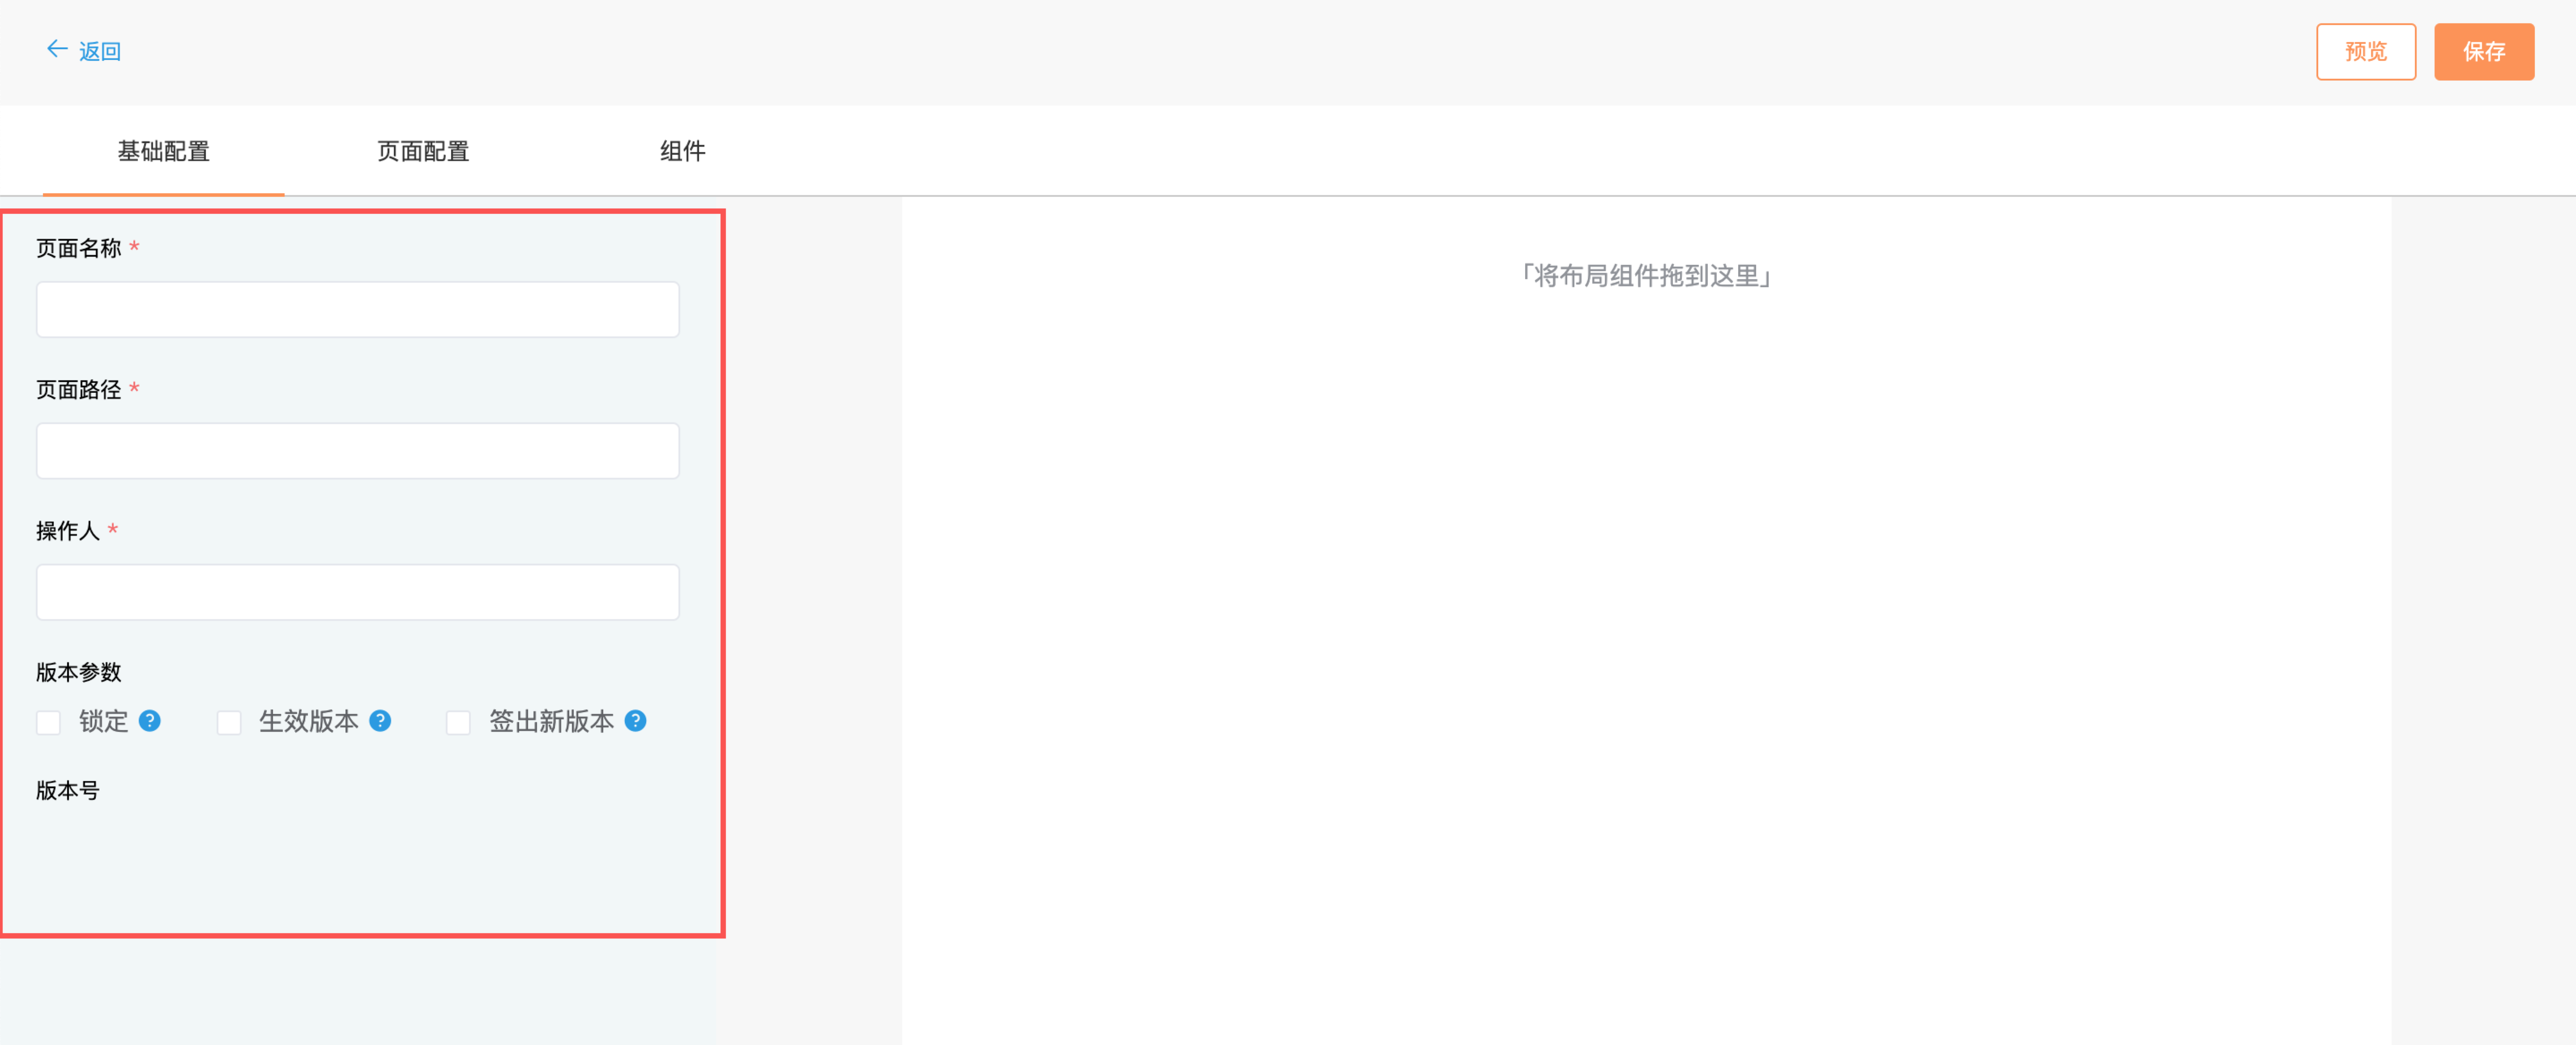 返回
预览 保存
基础配置 页面配置 组件
页面名称 *
「将布局组件拖到这里」
页面路径 *
操作人 *
版本参数
锁定 ? 生效版本 ? 签出新版本 ?
版本号